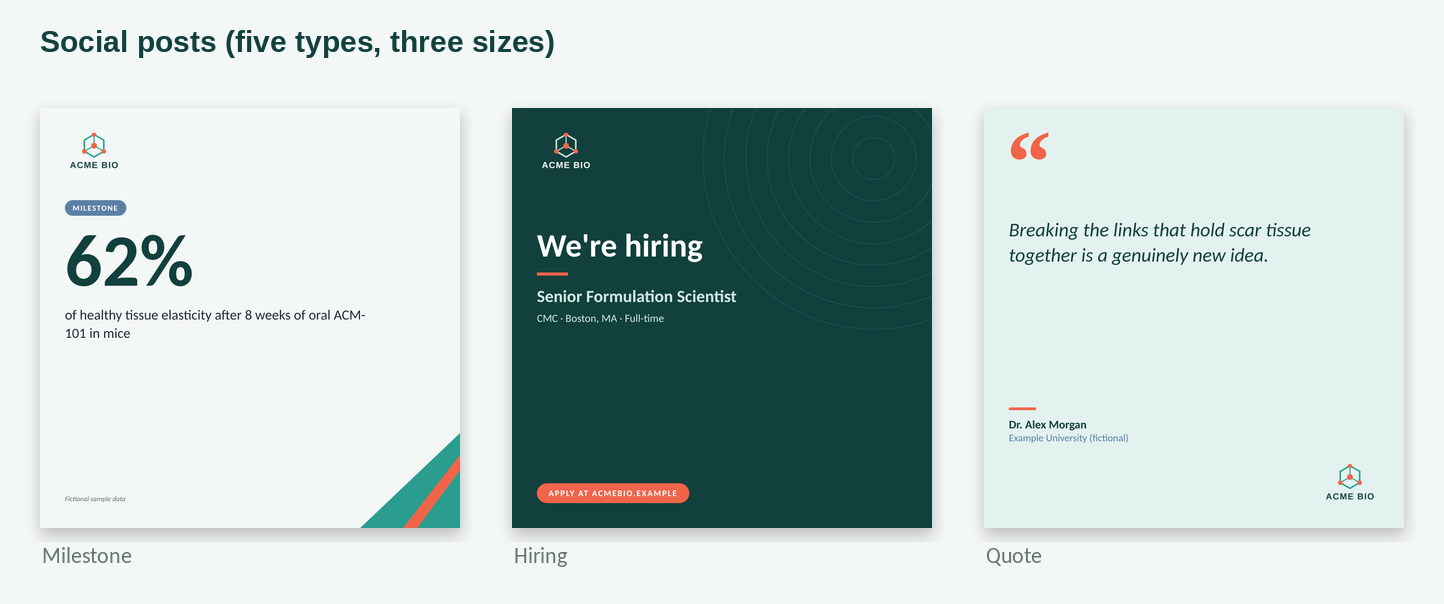 Social posts (five types, three sizes)
ACME BIO
MILESTONE
62%
of healthy tissue elasticity after 8 weeks of oral ACM-
101 in mice
Fictional sample data
Milestone
ACME BIO
We're hiring
Senior Formulation Scientist
CMC · Boston, MA · Full-time
APPLY AT ACMEBIO.EXAMPLE
Hiring
“
Breaking the links that hold scar tissue
together is a genuinely new idea.
Dr. Alex Morgan
Example University (fictional)
ACME BIO
Quote